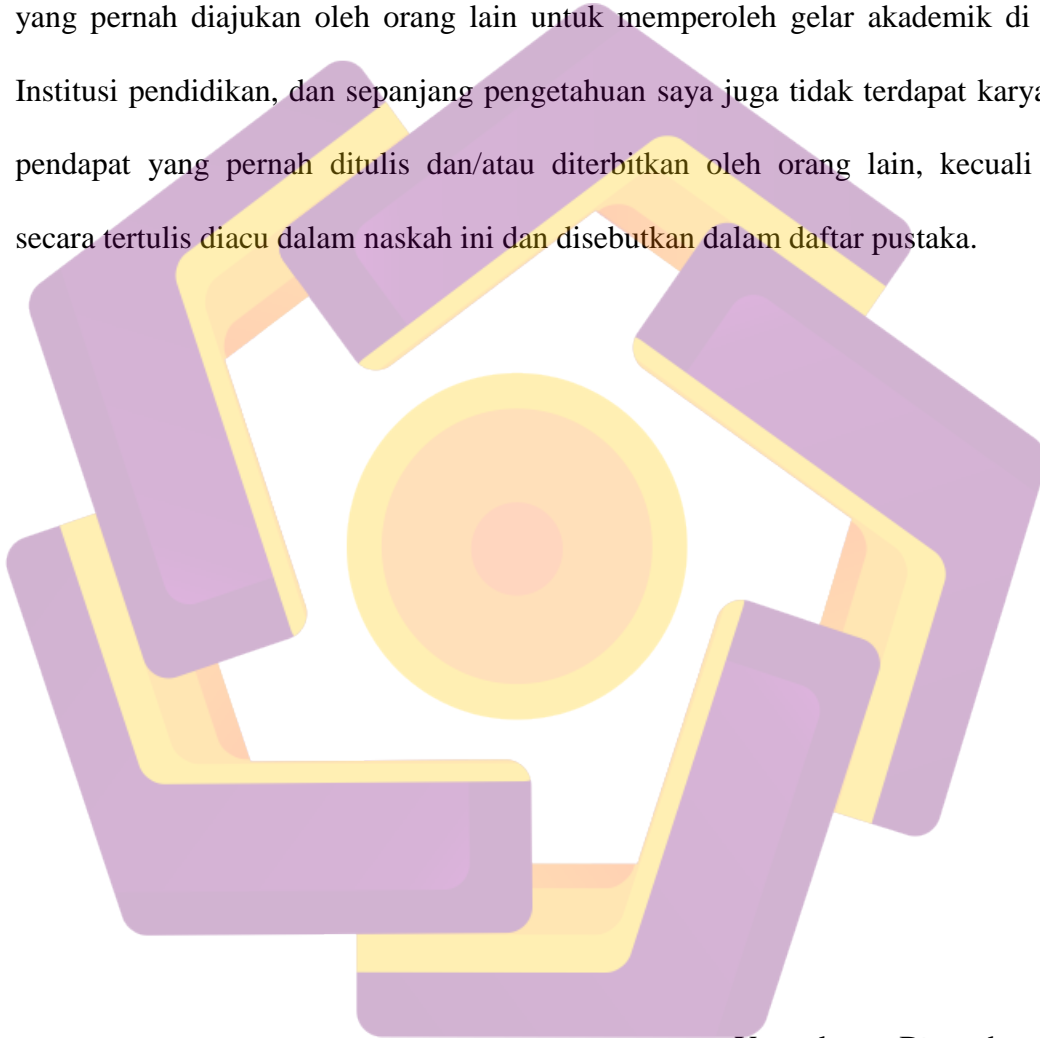 yang pernah diajukan oleh orang lain untuk memperoleh gelar akademik di
Institusi pendidikan, dan sepanjang pengetahuan saya juga tidak terdapat karya
pendapat yang pernah ditulis dan/atau diterbitkan oleh orang lain, kecuali
secara tertulis diacu dalam naskah ini dan disebutkan dalam daftar pustaka.